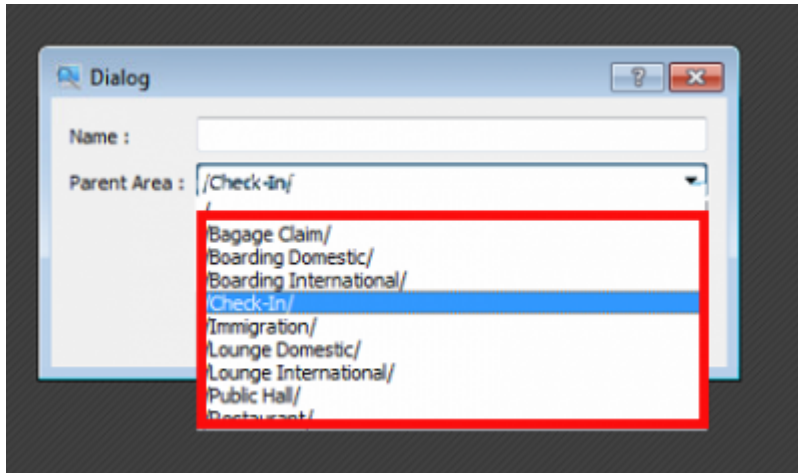 Dialog
Name :
Parent Area : /Check-In/
/
/Bagage Claim/
/Boarding Domestic/
/Boarding International/
/Check-In/
/Immigration/
/Lounge Domestic/
/Lounge International/
/Public Hall/
/Restaurant/